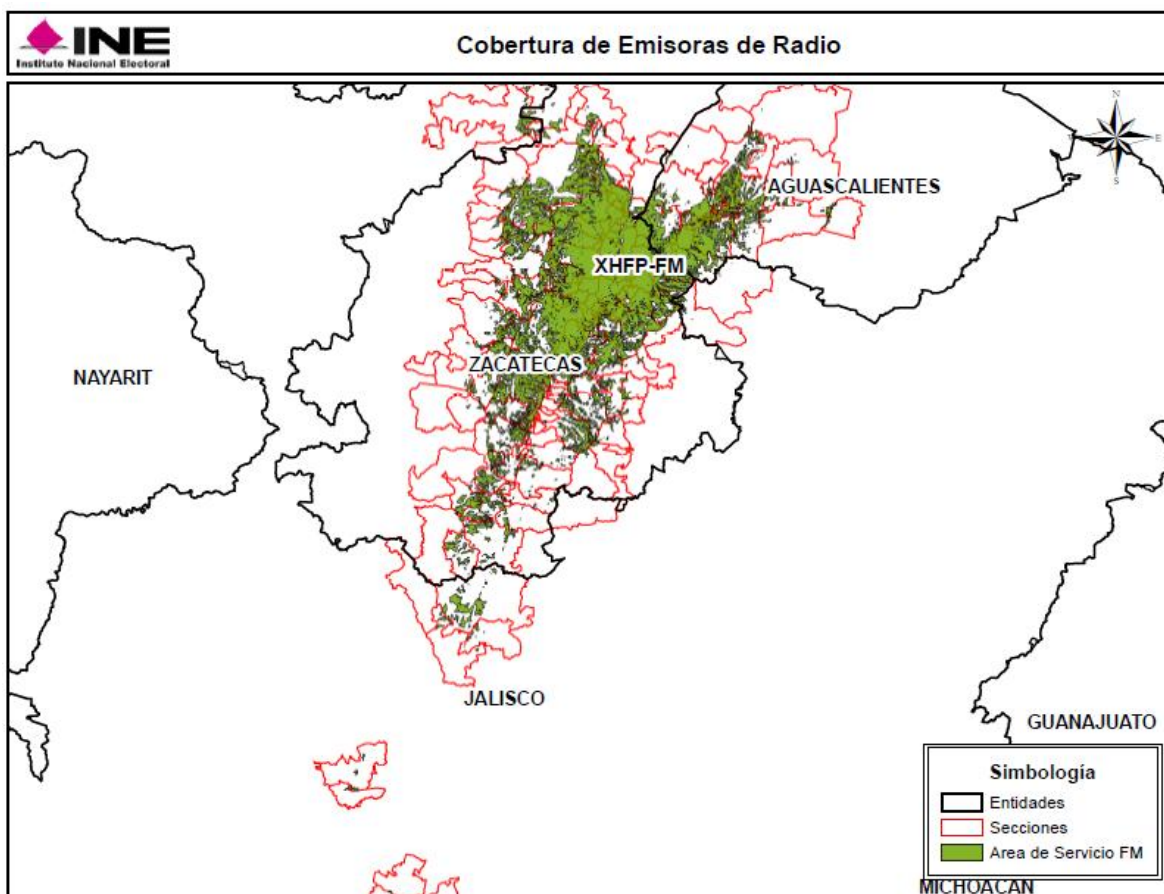 INE
Instituto Nacional Electoral
Cobertura de Emisoras de Radio
N
E
S
AGUASCALIENTES
XHFP-FM
ZACATECAS
NAYARIT
JALISCO
GUANAJUATO
Simbología
Entidades
Secciones
Area de Servicio FM
MICHOACAN